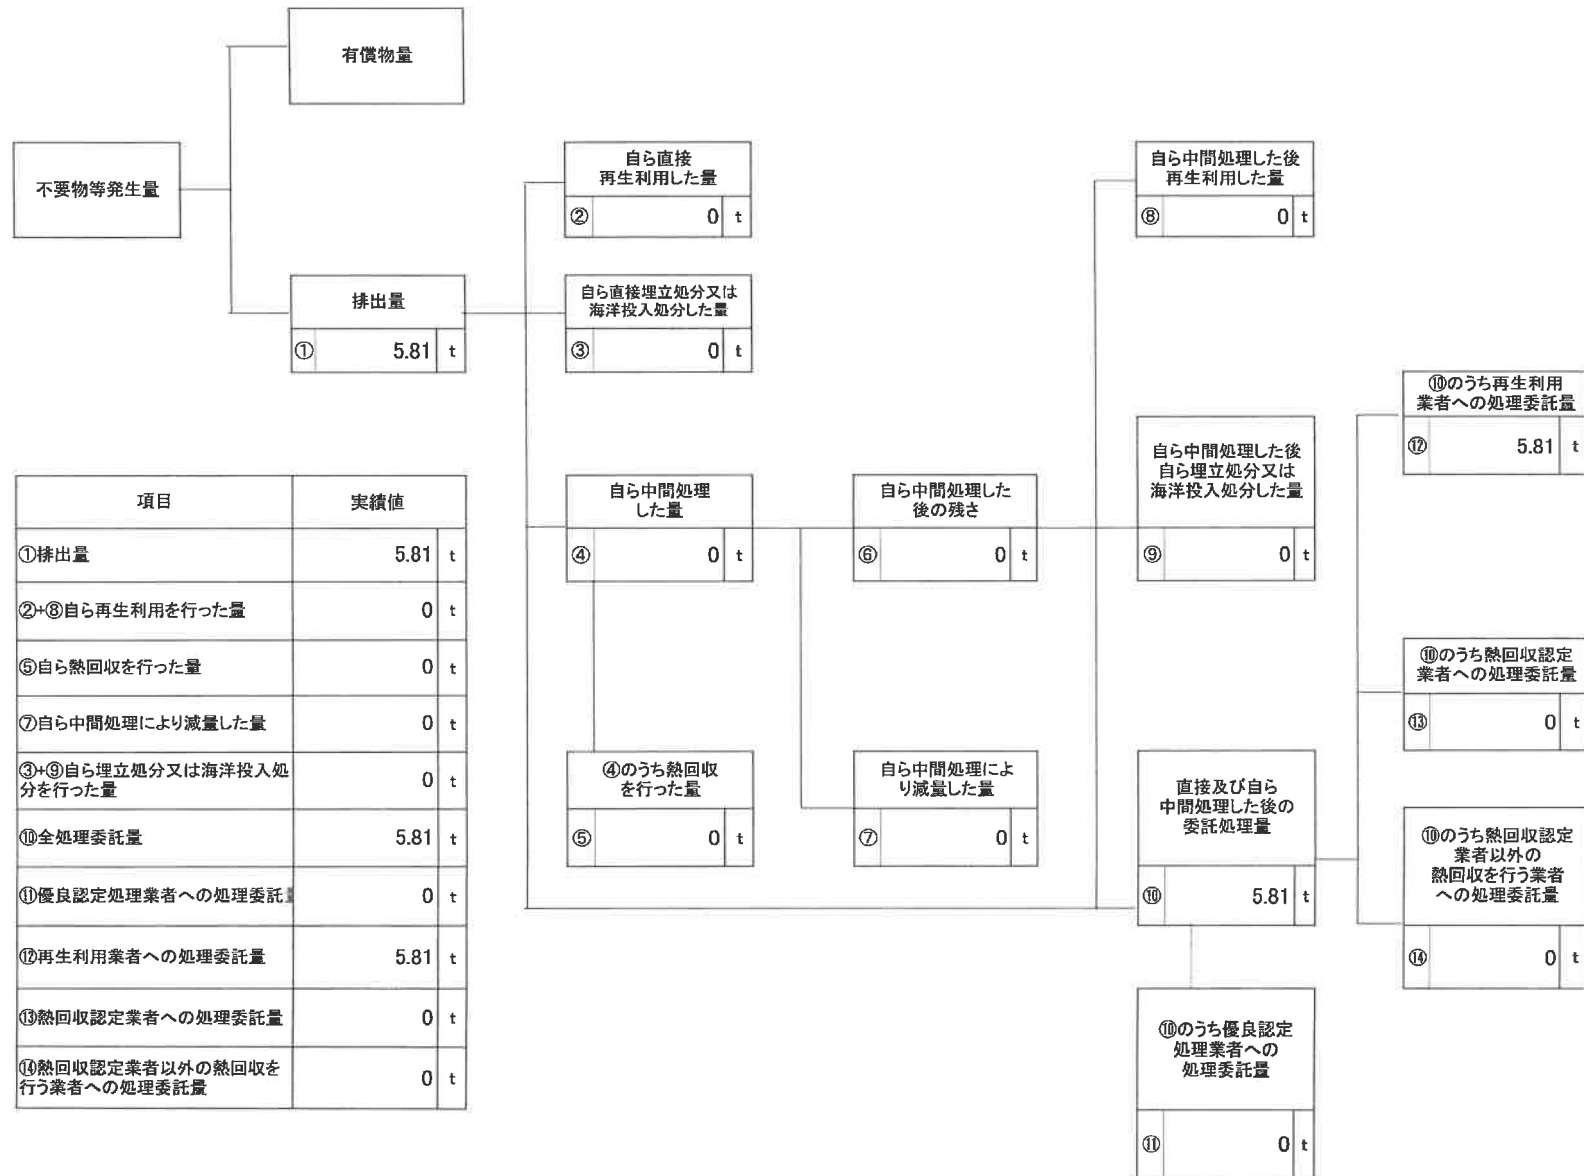 有償物量
不要物等発生量
排出量
① 5.81 t
自ら直接
再生利用した量
② 0 t
自ら直接埋立処分又は
海洋投入処分した量
③ 0 t
自ら中間処理
した量
④ 0 t
④のうち熱回収
を行った量
⑤ 0 t
自ら中間処理した
後の残さ
⑥ 0 t
自ら中間処理によ
り減量した量
⑦ 0 t
自ら中間処理した後
再生利用した量
⑧ 0 t
自ら中間処理した後
自ら埋立処分又は
海洋投入処分した量
⑨ 0 t
直接及び自ら
中間処理した後の
委託処理量
⑩ 5.81 t
⑩のうち優良認定
処理業者への
処理委託量
⑪ 0 t
⑩のうち再生利用
業者への処理委託量
⑫ 5.81 t
⑩のうち熱回収認定
業者への処理委託量
⑬ 0 t
⑩のうち熱回収認定
業者以外の
熱回収を行う業者
への処理委託量
⑭ 0 t
項目 実績値
①排出量 5.81 t
②+⑧自ら再生利用を行った量 0 t
⑤自ら熱回収を行った量 0 t
⑦自ら中間処理により減量した量 0 t
③+⑨自ら埋立処分又は海洋投入処
分を行った量 0 t
⑩全処理委託量 5.81 t
⑪優良認定処理業者への処理委託 0 t
⑫再生利用業者への処理委託量 5.81 t
⑬熱回収認定業者への処理委託量 0 t
⑭熱回収認定業者以外の熱回収を
行う業者への処理委託量 0 t